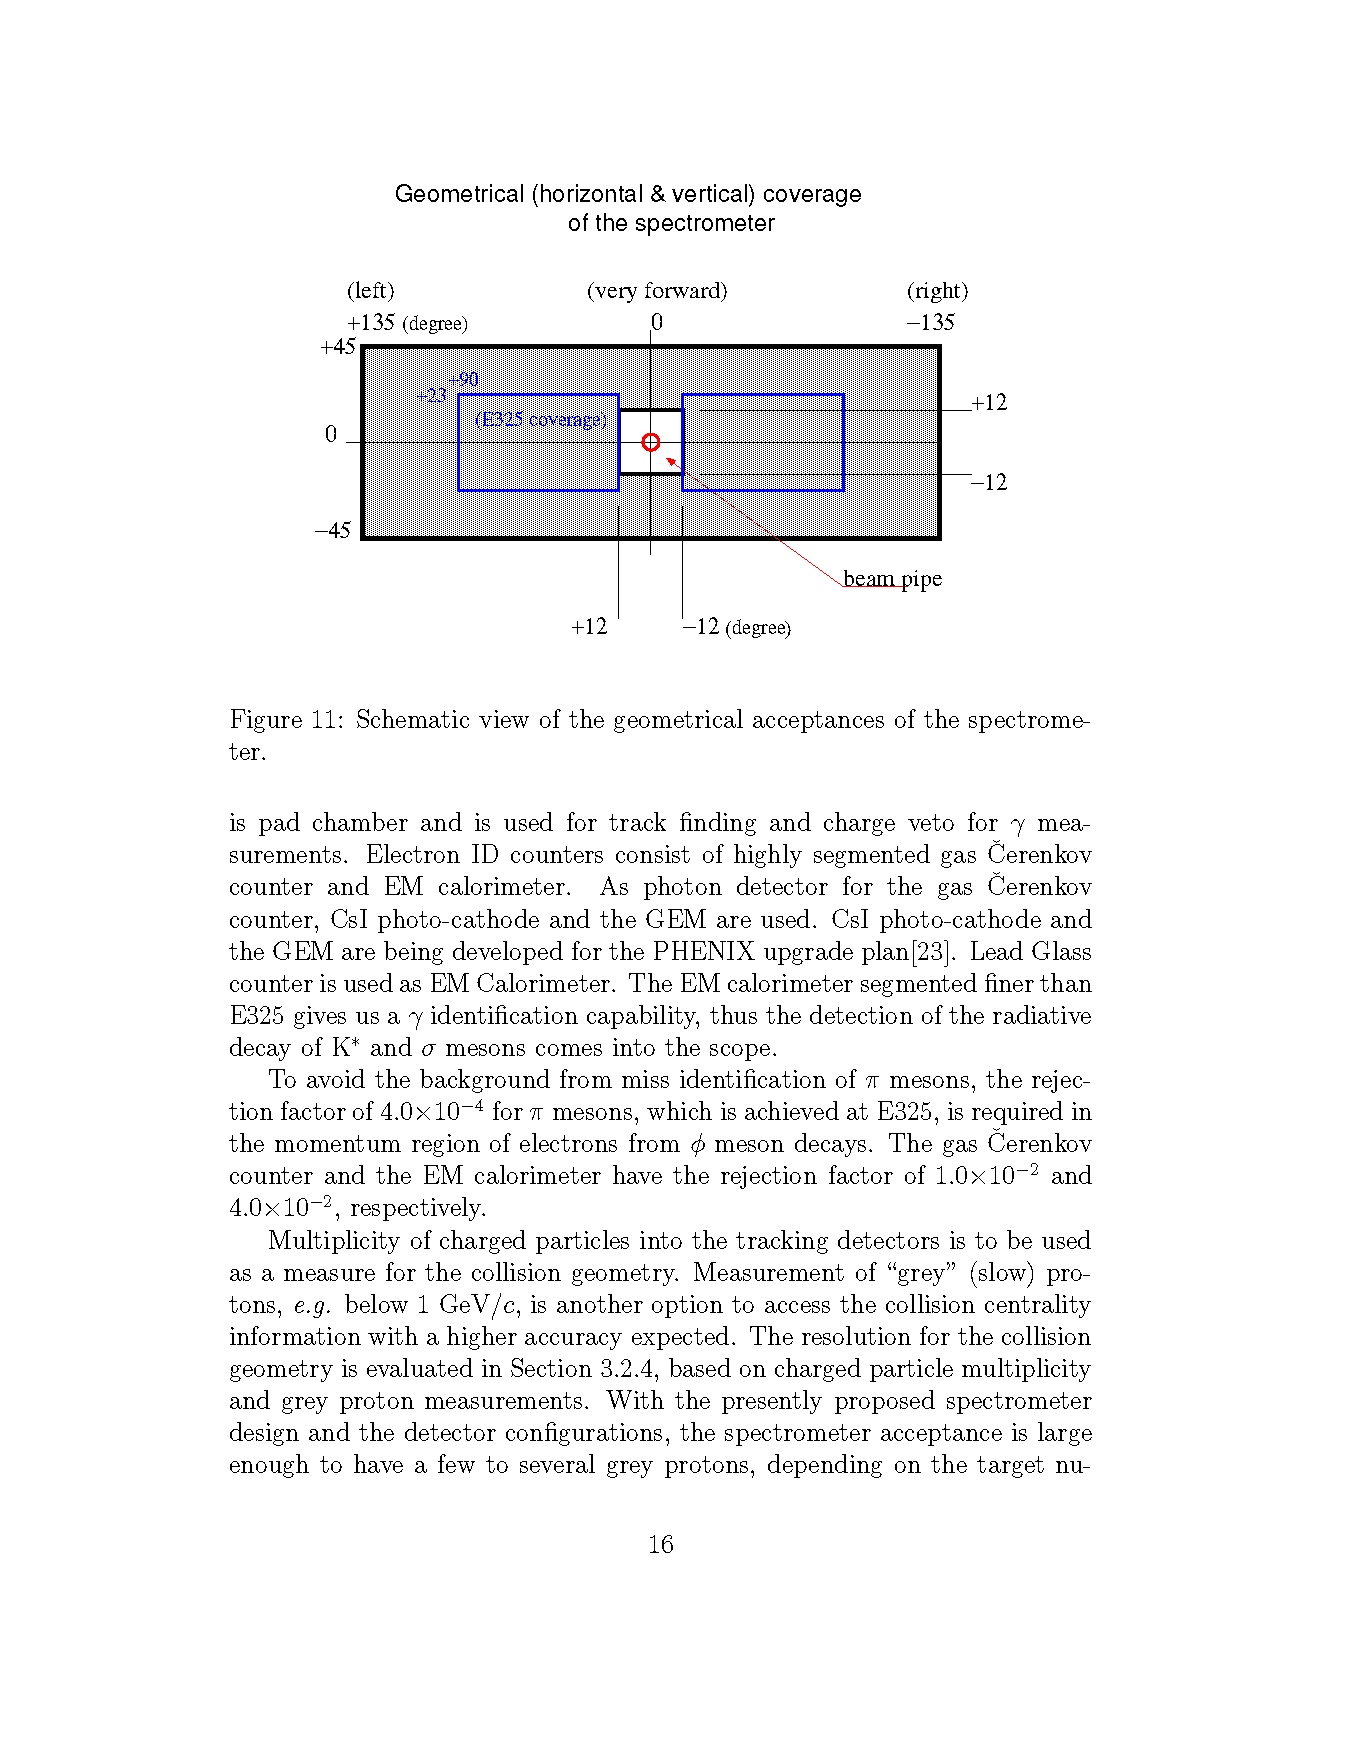 Geometrical (horizontal & vertical) coverage
of the spectrometer
(left) (very forward) (right)
+135 (degree) 0 −135
+45
+90
+23
+12
(E325 coverage)
0
−12
−45
beam pipe
+12 −12 (degree)
Figure 11: Schematic view of the geometrical acceptances of the spectrome-
ter.
is pad chamber and is used for track finding and charge veto for γ mea-
surements. Electron ID counters consist of highly segmented gas Čerenkov
counter and EM calorimeter. As photon detector for the gas Čerenkov
counter, CsI photo-cathode and the GEM are used. CsI photo-cathode and
the GEM are being developed for the PHENIX upgrade plan[23]. Lead Glass
counter is used as EM Calorimeter. The EM calorimeter segmented finer than
E325 gives us a γ identification capability, thus the detection of the radiative
decay of K* and σ mesons comes into the scope.
To avoid the background from miss identification of π mesons, the rejec-
tion factor of 4.0×10⁻⁴ for π mesons, which is achieved at E325, is required in
the momentum region of electrons from ϕ meson decays. The gas Čerenkov
counter and the EM calorimeter have the rejection factor of 1.0×10⁻² and
4.0×10⁻², respectively.
Multiplicity of charged particles into the tracking detectors is to be used
as a measure for the collision geometry. Measurement of “grey” (slow) pro-
tons, e.g. below 1 GeV/c, is another option to access the collision centrality
information with a higher accuracy expected. The resolution for the collision
geometry is evaluated in Section 3.2.4, based on charged particle multiplicity
and grey proton measurements. With the presently proposed spectrometer
design and the detector configurations, the spectrometer acceptance is large
enough to have a few to several grey protons, depending on the target nu-
16